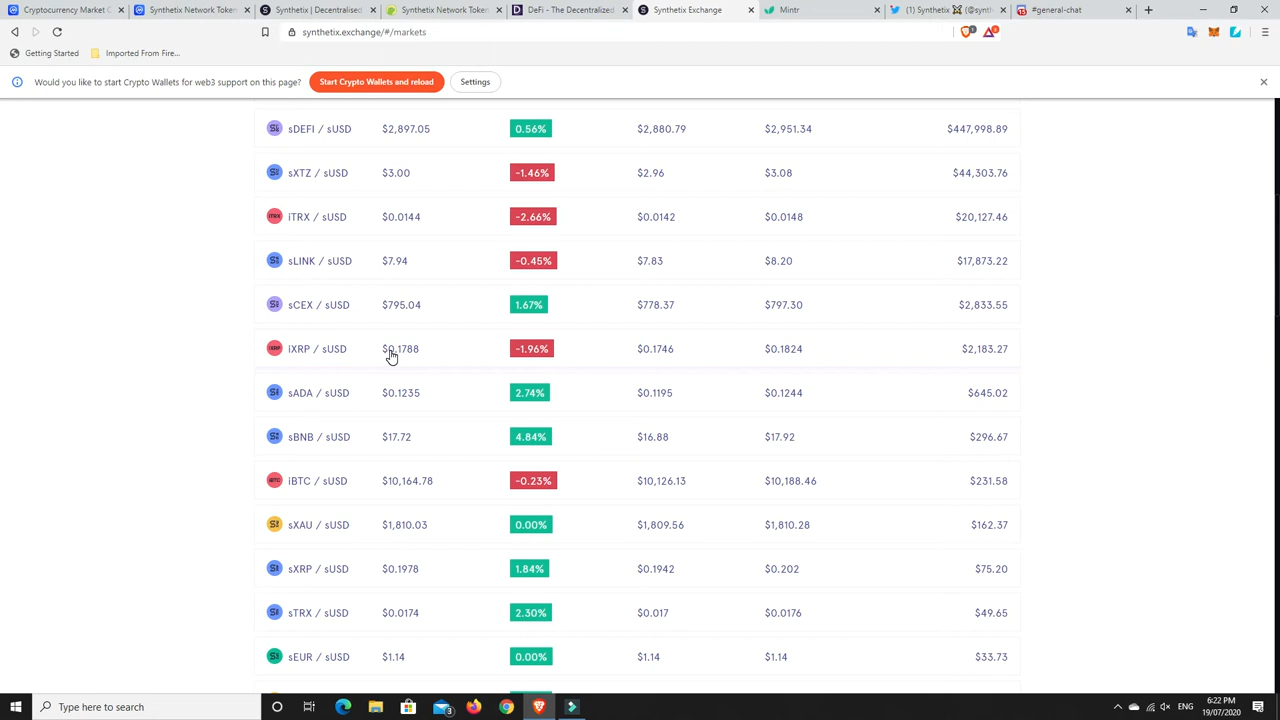 Cryptocurrency Market C
Synthetix Network Token
Synthetix | Decentralised
Synthetix Network Token
DeFi - The Decentralized
Synthetix Exchange
Mintr
Synthetix
#general-chat
synthetix.exchange/#/markets
Getting Started
Imported From Fire...
Would you like to start Crypto Wallets for web3 support on this page?
Start Crypto Wallets and reload
Settings
sDEFI / sUSD $2,897.05 0.56% $2,880.79 $2,951.34 $447,998.89
sXTZ / sUSD $3.00 -1.46% $2.96 $3.08 $44,303.76
iTRX / sUSD $0.0144 -2.66% $0.0142 $0.0148 $20,127.46
sLINK / sUSD $7.94 -0.45% $7.83 $8.20 $17,873.22
sCEX / sUSD $795.04 1.67% $778.37 $797.30 $2,833.55
iXRP / sUSD $0.1788 -1.96% $0.1746 $0.1824 $2,183.27
sADA / sUSD $0.1235 2.74% $0.1195 $0.1244 $645.02
sBNB / sUSD $17.72 4.84% $16.88 $17.92 $296.67
iBTC / sUSD $10,164.78 -0.23% $10,126.13 $10,188.46 $231.58
sXAU / sUSD $1,810.03 0.00% $1,809.56 $1,810.28 $162.37
sXRP / sUSD $0.1978 1.84% $0.1942 $0.202 $75.20
sTRX / sUSD $0.0174 2.30% $0.017 $0.0176 $49.65
sEUR / sUSD $1.14 0.00% $1.14 $1.14 $33.73
Type here to search
ENG
6:22 PM
19/07/2020